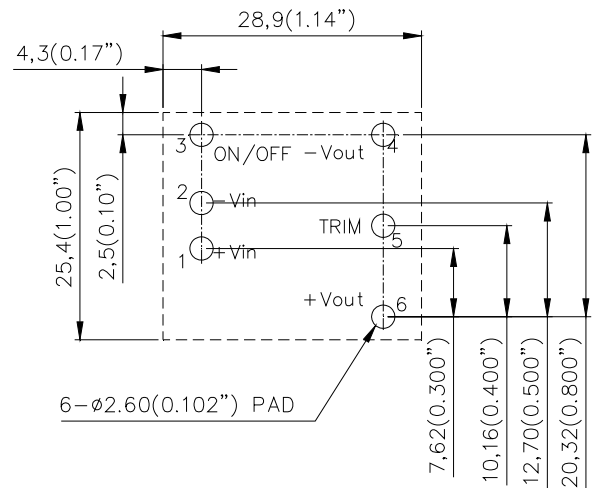 28,9(1.14”)
4,3(0.17”)
3 ON/OFF -Vout 4
2 -Vin
TRIM 5
1 +Vin
+Vout 6
25,4(1.00”)
2,5(0.10”)
6-ø2.60(0.102”) PAD
7,62(0.300”)
10,16(0.400”)
12,70(0.500”)
20,32(0.800”)